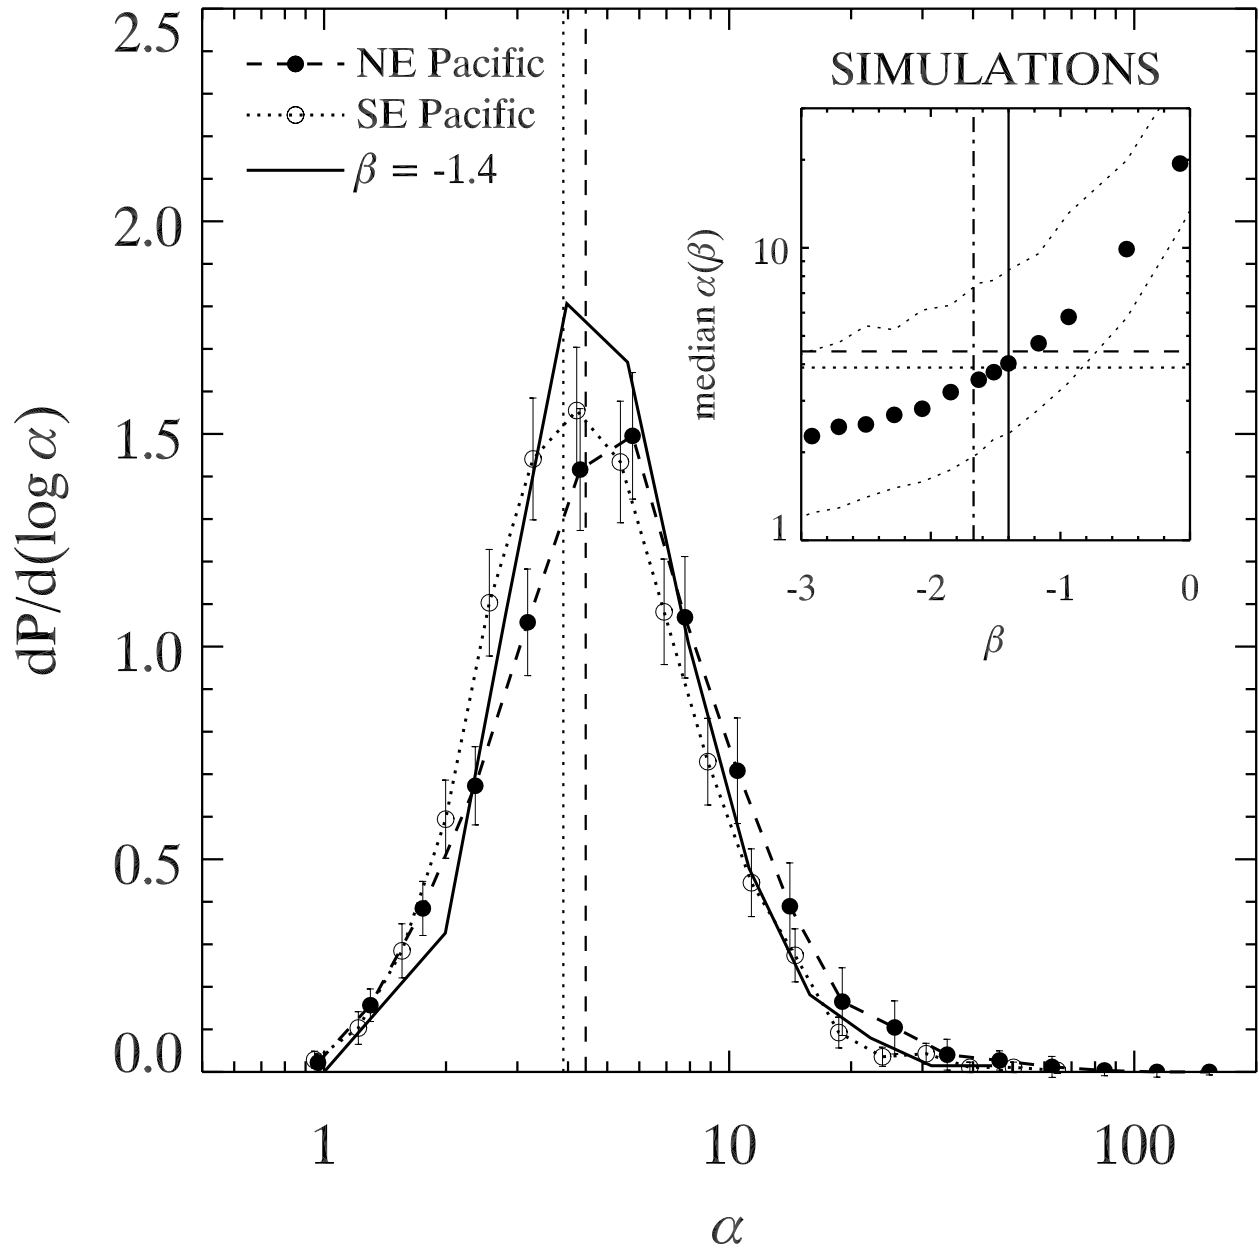 2.5
2.0
1.5
1.0
0.5
0.0
dP/d(log α)
1 10 100
α
NE Pacific
SE Pacific
β = -1.4
SIMULATIONS
median α(β)
10
1
-3 -2 -1 0
β